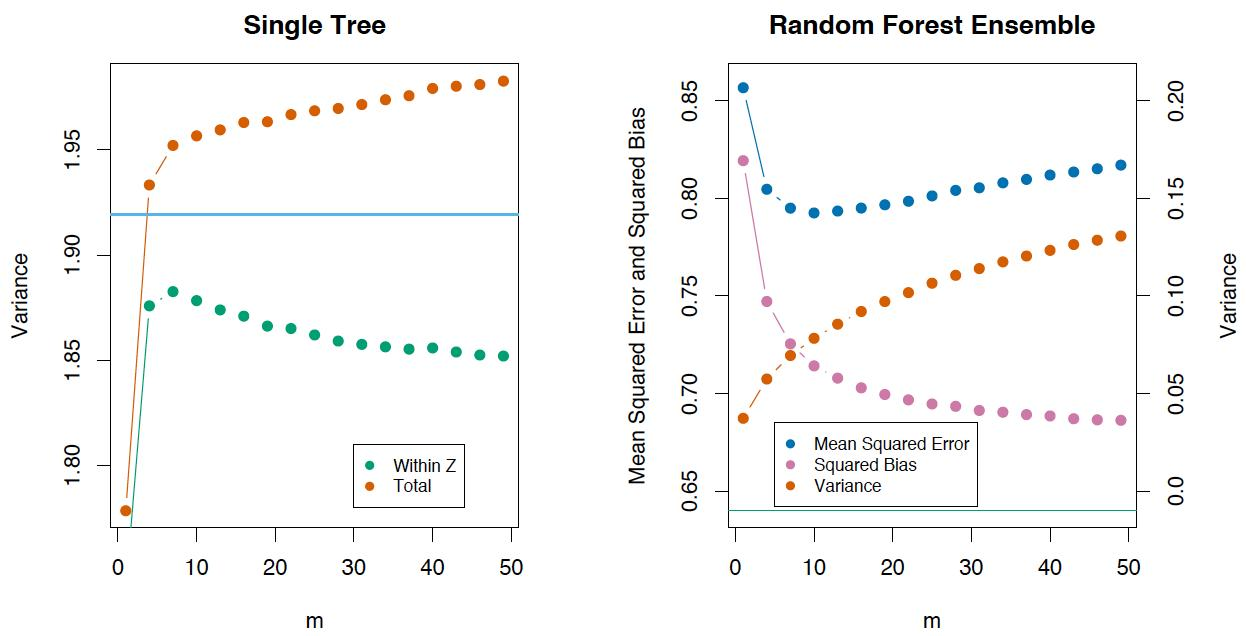 Single Tree
Variance
1.80
1.85
1.90
1.95
0
10
20
30
40
50
m
Within Z
Total
Random Forest Ensemble
Mean Squared Error and Squared Bias
0.65
0.70
0.75
0.80
0.85
0
10
20
30
40
50
m
0.0
0.05
0.10
0.15
0.20
Variance
Mean Squared Error
Squared Bias
Variance